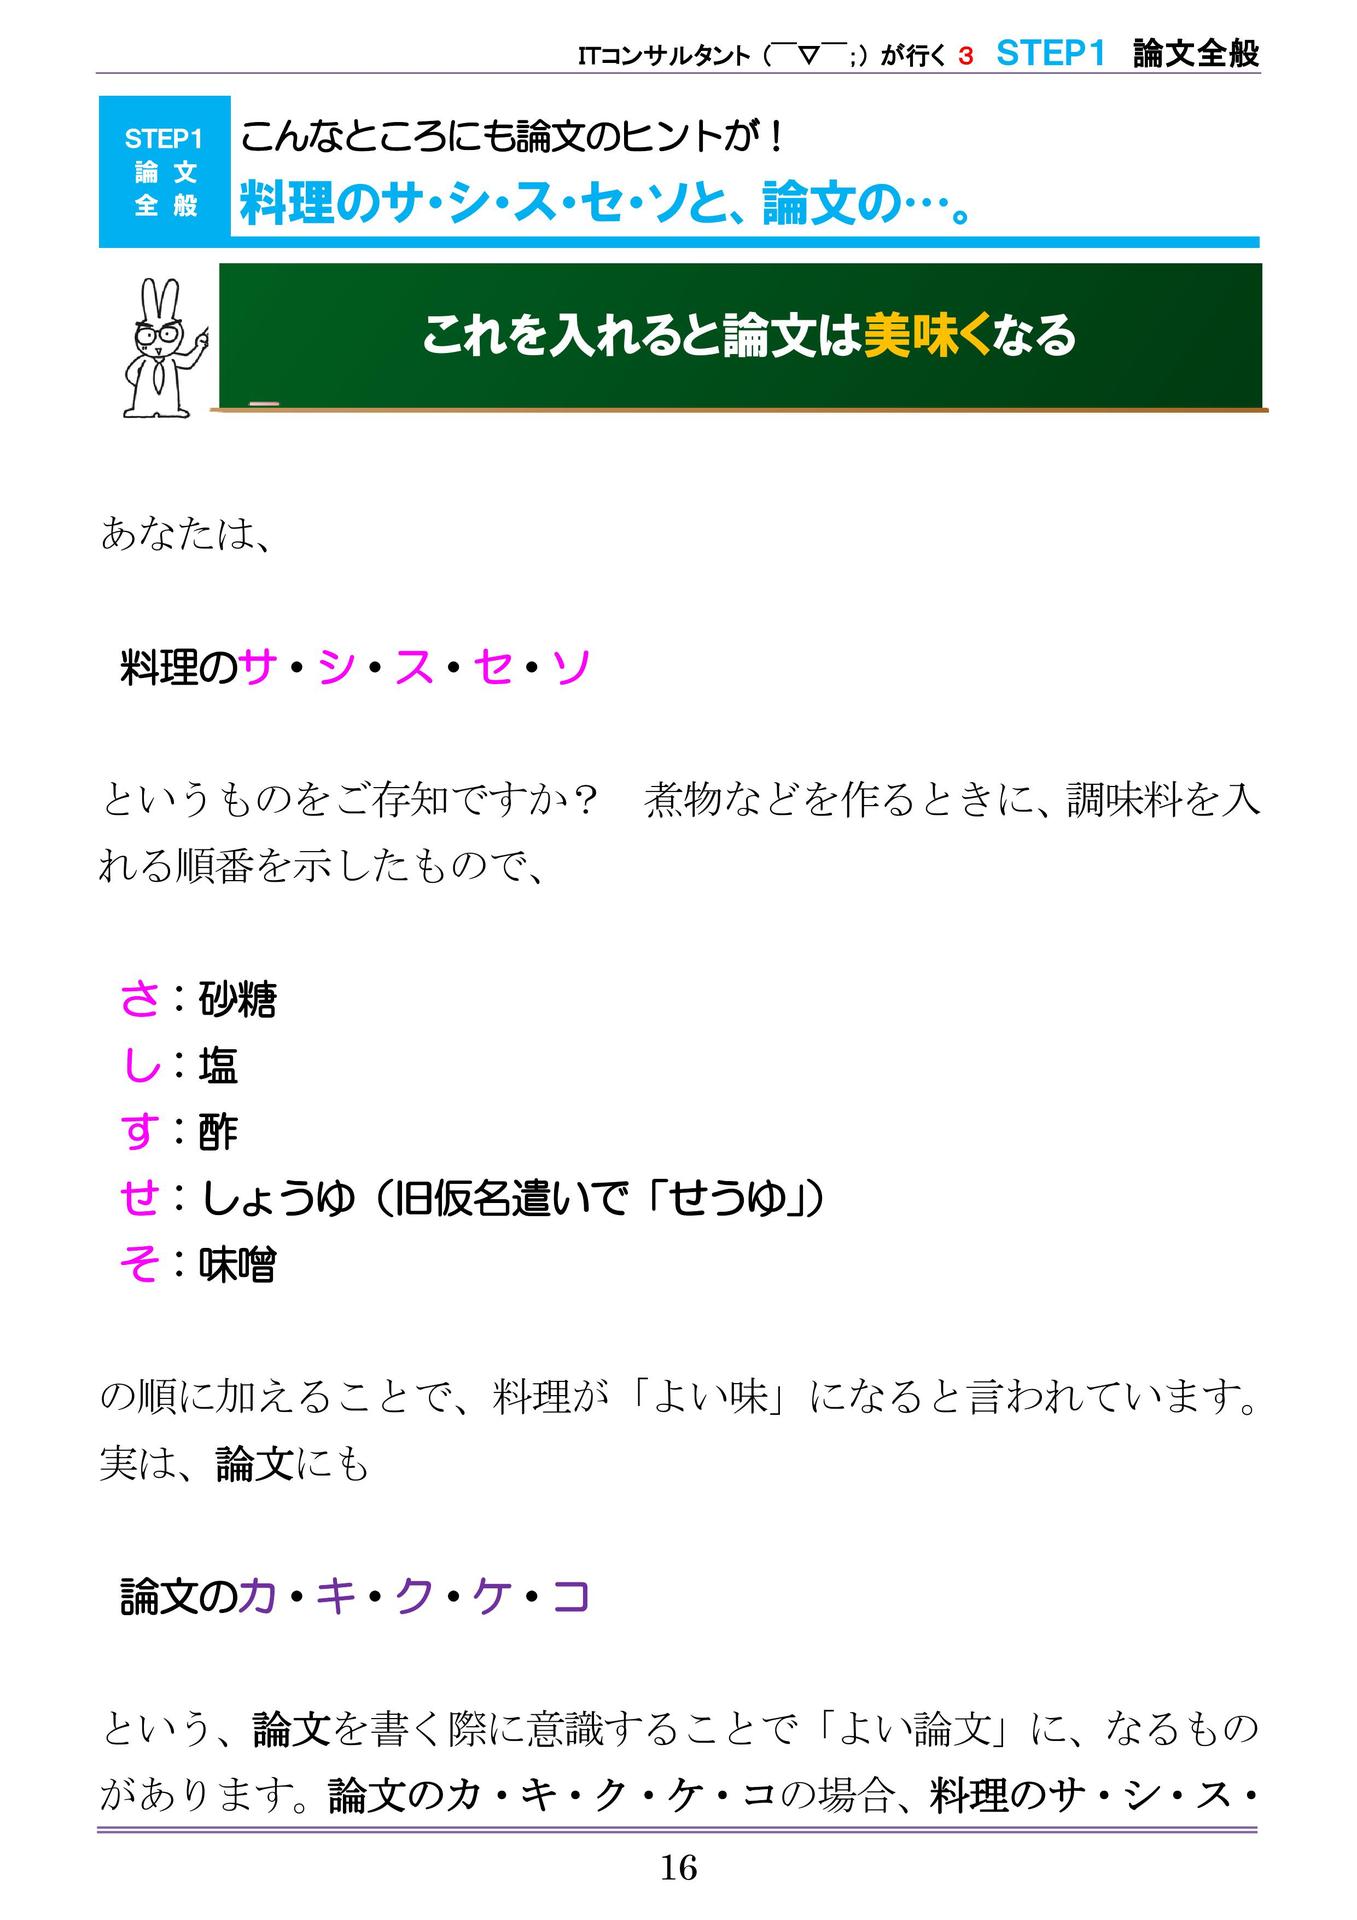 ITコンサルタント（￣▽￣；）が行く 3 STEP1 論文全般
STEP1
論文
全般
こんなところにも論文のヒントが！
料理のサ・シ・ス・セ・ソと、論文の…。
これを入れると論文は美味くなる
あなたは、
料理のサ・シ・ス・セ・ソ
というものをご存知ですか？　煮物などを作るときに、調味料を入
れる順番を示したもので、
さ：砂糖
し：塩
す：酢
せ：しょうゆ（旧仮名遣いで「せうゆ」）
そ：味噌
の順に加えることで、料理が「よい味」になると言われています。
実は、論文にも
論文のカ・キ・ク・ケ・コ
という、論文を書く際に意識することで「よい論文」に、なるもの
があります。論文のカ・キ・ク・ケ・コの場合、料理のサ・シ・ス・
16